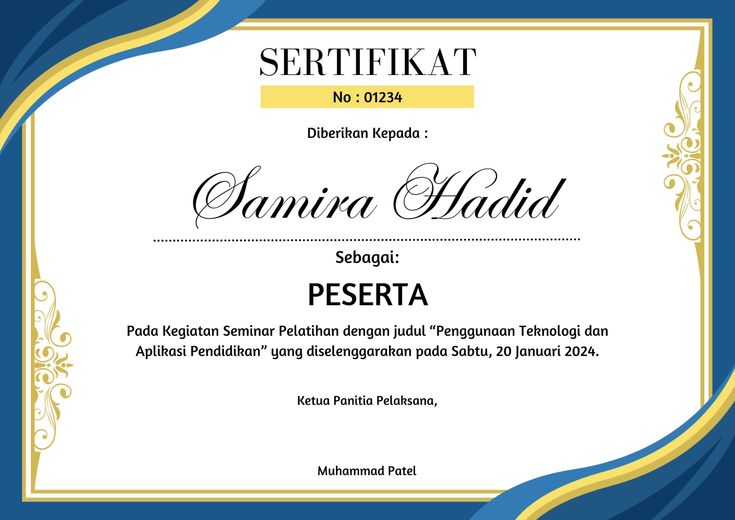 SERTIFIKAT
No : 01234
Diberikan Kepada :
Samira Hadid
Sebagai:
PESERTA
Pada Kegiatan Seminar Pelatihan dengan judul “Penggunaan Teknologi dan
Aplikasi Pendidikan” yang diselenggarakan pada Sabtu, 20 Januari 2024.
Ketua Panitia Pelaksana,
Muhammad Patel